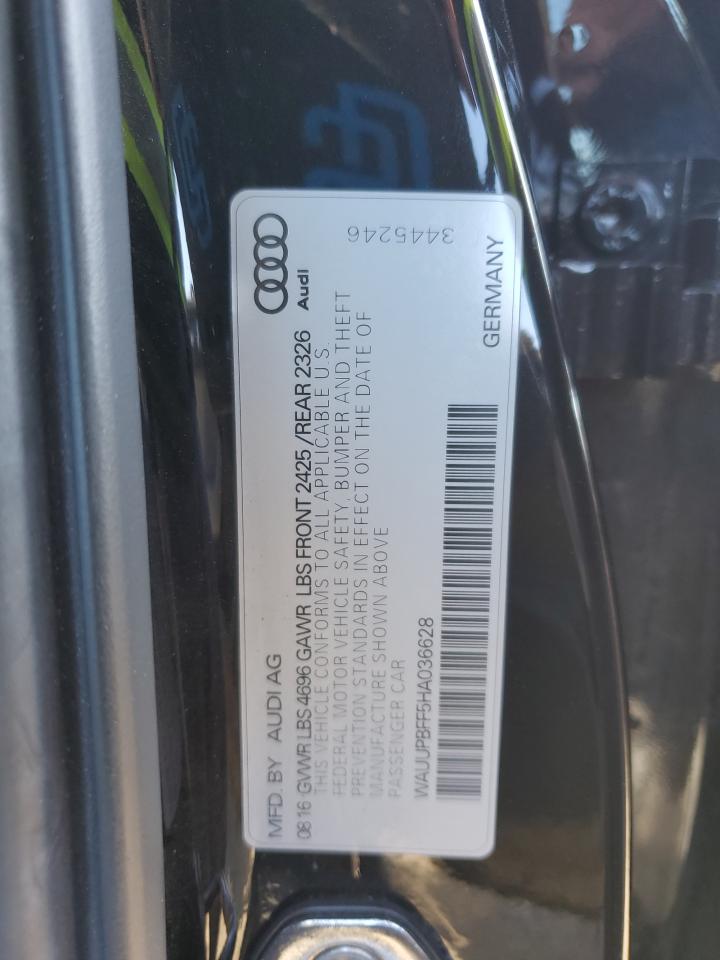 MFD. BY AUDI AG
Audi
08 16 GVWR LBS 4696 GAWR LBS FRONT 2425 /REAR 2326
THIS VEHICLE CONFORMS TO ALL APPLICABLE U.S.
FEDERAL MOTOR VEHICLE SAFETY, BUMPER AND THEFT
PREVENTION STANDARDS IN EFFECT ON THE DATE OF
MANUFACTURE SHOWN ABOVE
PASSENGER CAR
3445246
WAUUPBFF5HA036628
GERMANY